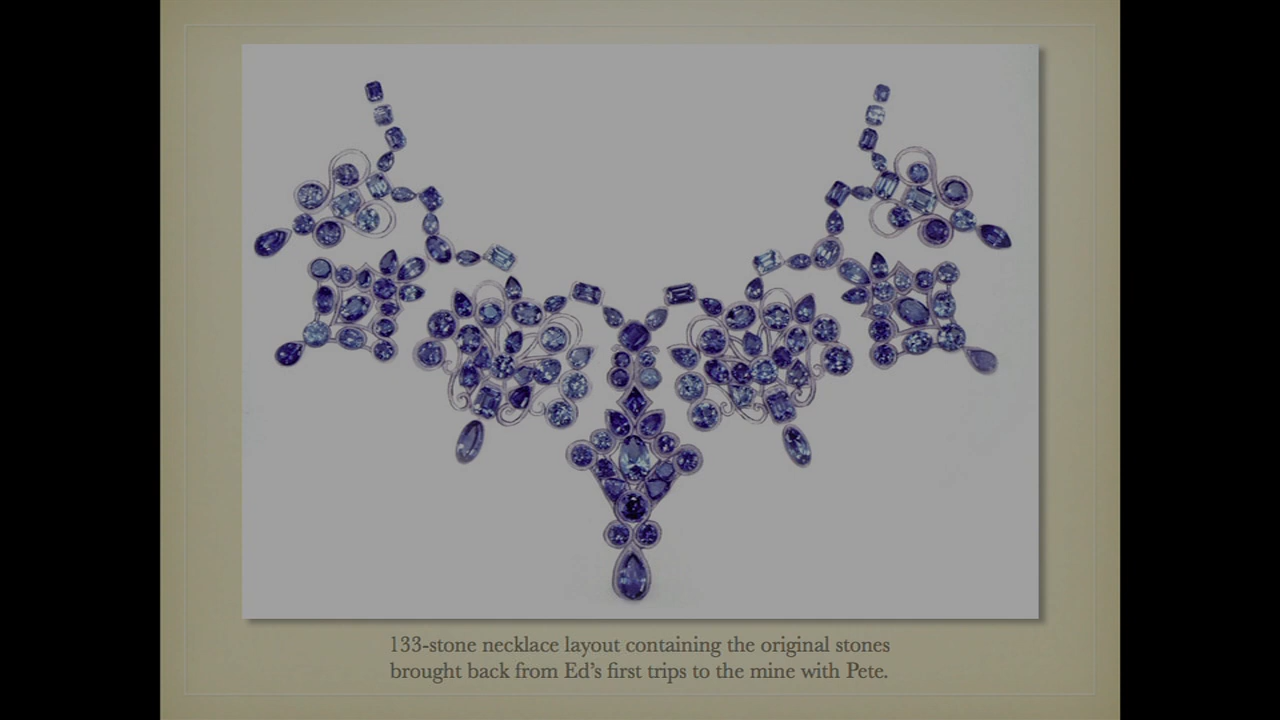 133-stone necklace layout containing the original stones
brought back from Ed's first trips to the mine with Pete.